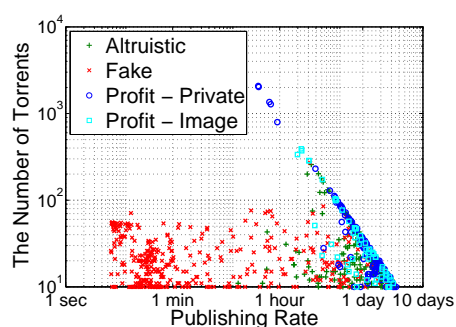 10^4
10^3
10^2
10^1
The Number of Torrents
Altruistic
Fake
Profit − Private
Profit − Image
1 sec
1 min
1 hour
1 day
10 days
Publishing Rate